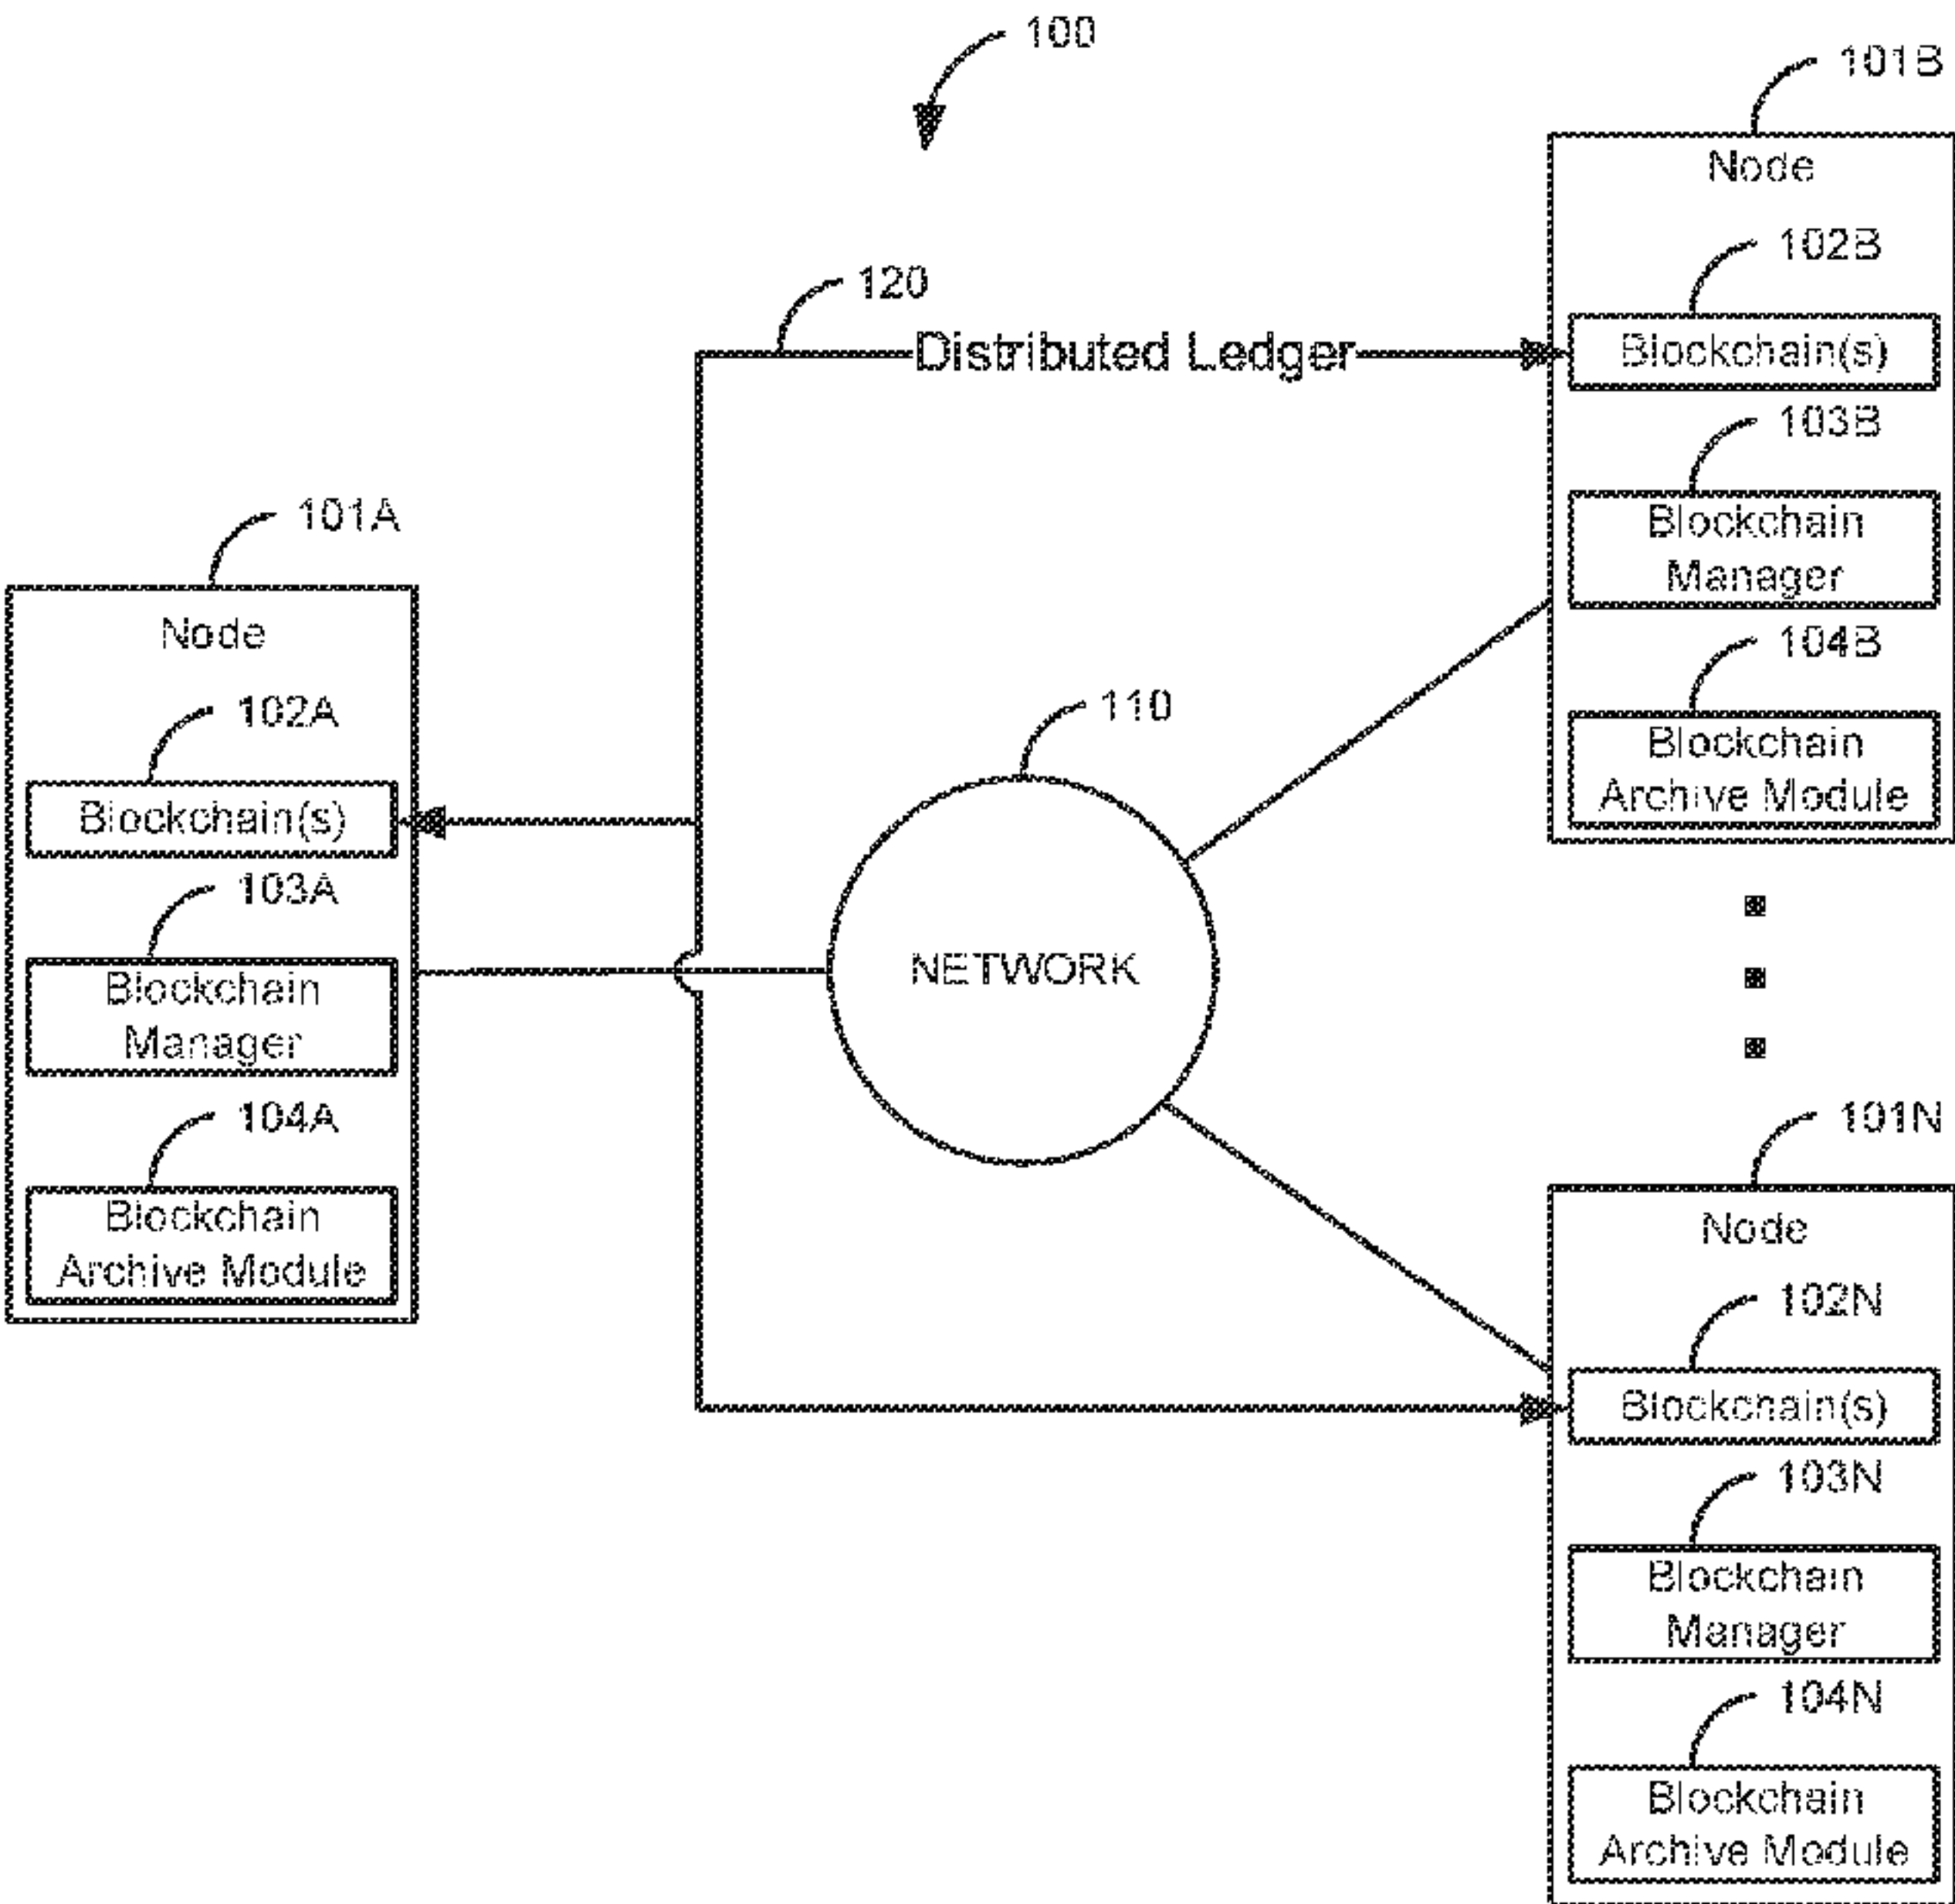 100
101B
Node
102B
120
Distributed Ledger
Blockchain(s)
103B
Blockchain
Manager
104B
Blockchain
Archive Module
101A
Node
102A
Blockchain(s)
103A
Blockchain
Manager
104A
Blockchain
Archive Module
110
NETWORK
101N
Node
102N
Blockchain(s)
103N
Blockchain
Manager
104N
Blockchain
Archive Module